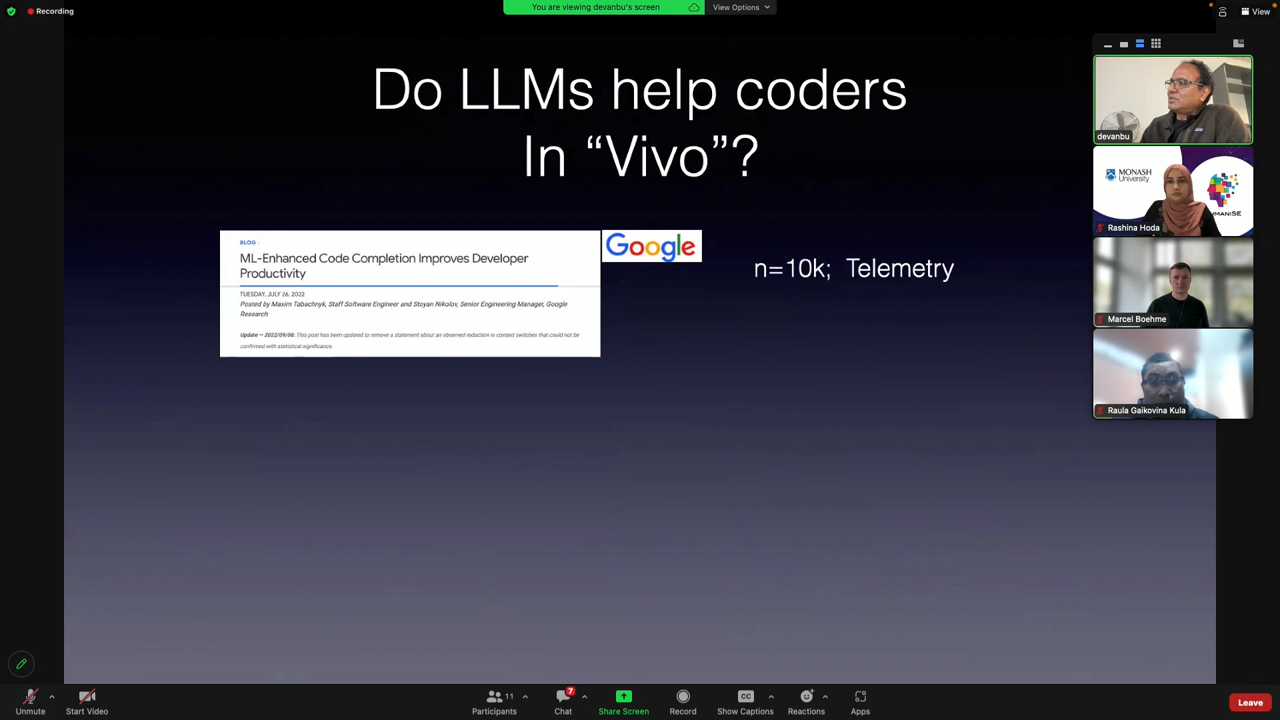 Recording
You are viewing devanbu's screen
View Options
View
Do LLMs help coders
In “Vivo”?
BLOG ›
ML-Enhanced Code Completion Improves Developer
Productivity
TUESDAY, JULY 26, 2022
Posted by Maxim Tabachnyk, Staff Software Engineer and Stoyan Nikolov, Senior Engineering Manager, Google
Research
Update — 2022/09/06: This post has been updated to remove a statement about an observed reduction in context switches that could not be
confirmed with statistical significance.
Google
n=10k; Telemetry
devanbu
MONASH
University
HUMANISE
Rashina Hoda
Marcel Boehme
Raula Gaikovina Kula
Unmute
Start Video
11
Participants
7
Chat
Share Screen
Record
CC
Show Captions
Reactions
Apps
Leave